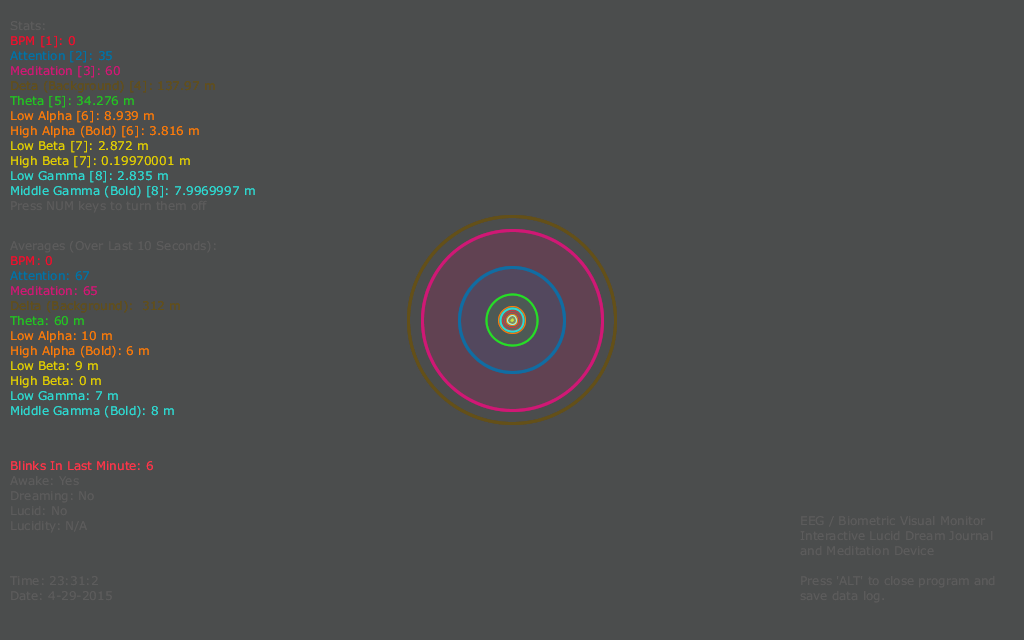 Stats:
BPM [1]: 0
Attention [2]: 35
Meditation [3]: 60
Theta [5]: 34.276 m
Low Alpha [6]: 8.939 m
High Alpha (Bold) [6]: 3.816 m
Low Beta [7]: 2.872 m
High Beta [7]: 0.19970001 m
Low Gamma [8]: 2.835 m
Middle Gamma (Bold) [8]: 7.9969997 m
Press NUM keys to turn them off
Averages (Over Last 10 Seconds):
BPM: 0
Attention: 67
Meditation: 65
Theta: 60 m
Low Alpha: 10 m
High Alpha (Bold): 6 m
Low Beta: 9 m
High Beta: 0 m
Low Gamma: 7 m
Middle Gamma (Bold): 8 m
Blinks In Last Minute: 6
Awake: Yes
Dreaming: No
Lucid: No
Lucidity: N/A
Time: 23:31:2
Date: 4-29-2015
EEG / Biometric Visual Monitor
Interactive Lucid Dream Journal
and Meditation Device
Press 'ALT' to close program and
save data log.